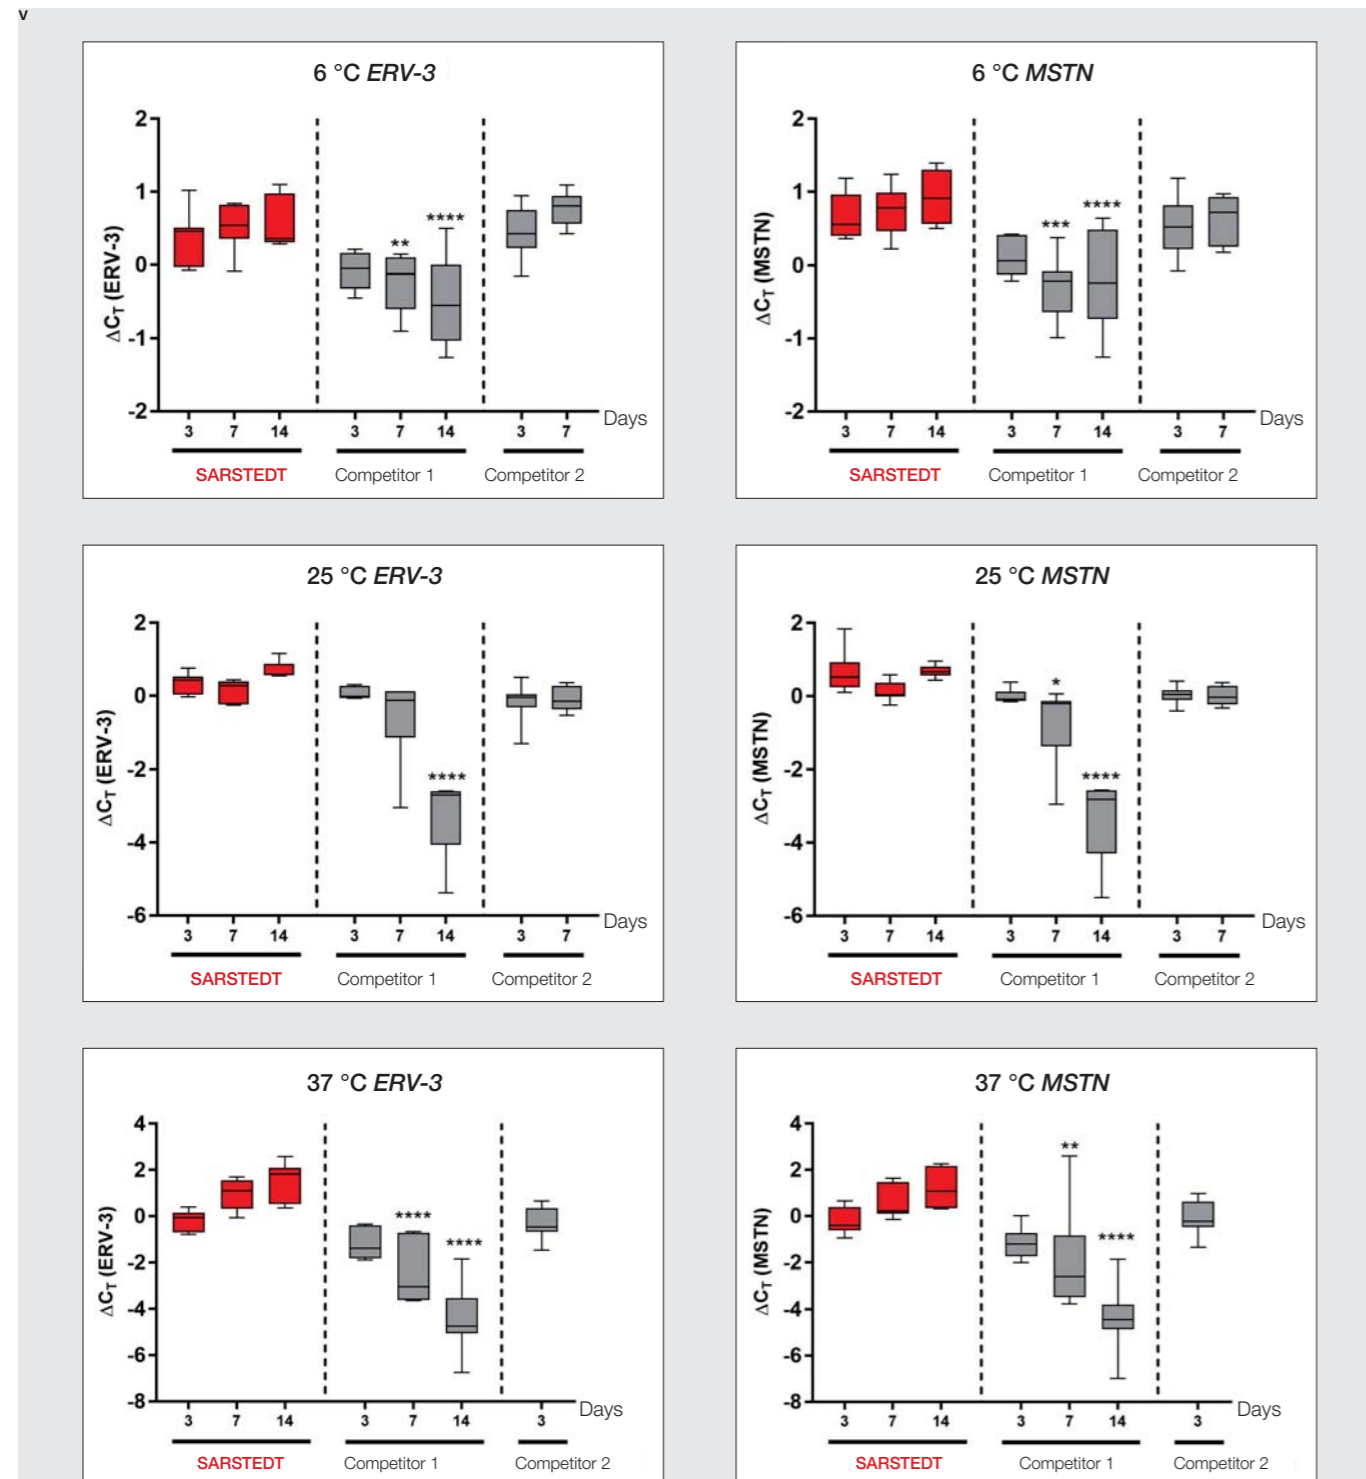 v
6 °C ERV-3
2
1
0
-1
-2
ΔCT (ERV-3)
****
**
3 7 14 3 7 14 3 7 Days
SARSTEDT Competitor 1 Competitor 2
6 °C MSTN
2
1
0
-1
-2
ΔCT (MSTN)
****
***
3 7 14 3 7 14 3 7 Days
SARSTEDT Competitor 1 Competitor 2
25 °C ERV-3
2
0
-2
-4
-6
ΔCT (ERV-3)
****
3 7 14 3 7 14 3 7 Days
SARSTEDT Competitor 1 Competitor 2
25 °C MSTN
2
0
-2
-4
-6
ΔCT (MSTN)
*
****
3 7 14 3 7 14 3 7 Days
SARSTEDT Competitor 1 Competitor 2
37 °C ERV-3
4
2
0
-2
-4
-6
-8
ΔCT (ERV-3)
****
****
3 7 14 3 7 14 3 Days
SARSTEDT Competitor 1 Competitor 2
37 °C MSTN
4
2
0
-2
-4
-6
-8
ΔCT (MSTN)
**
****
3 7 14 3 7 14 3 Days
SARSTEDT Competitor 1 Competitor 2